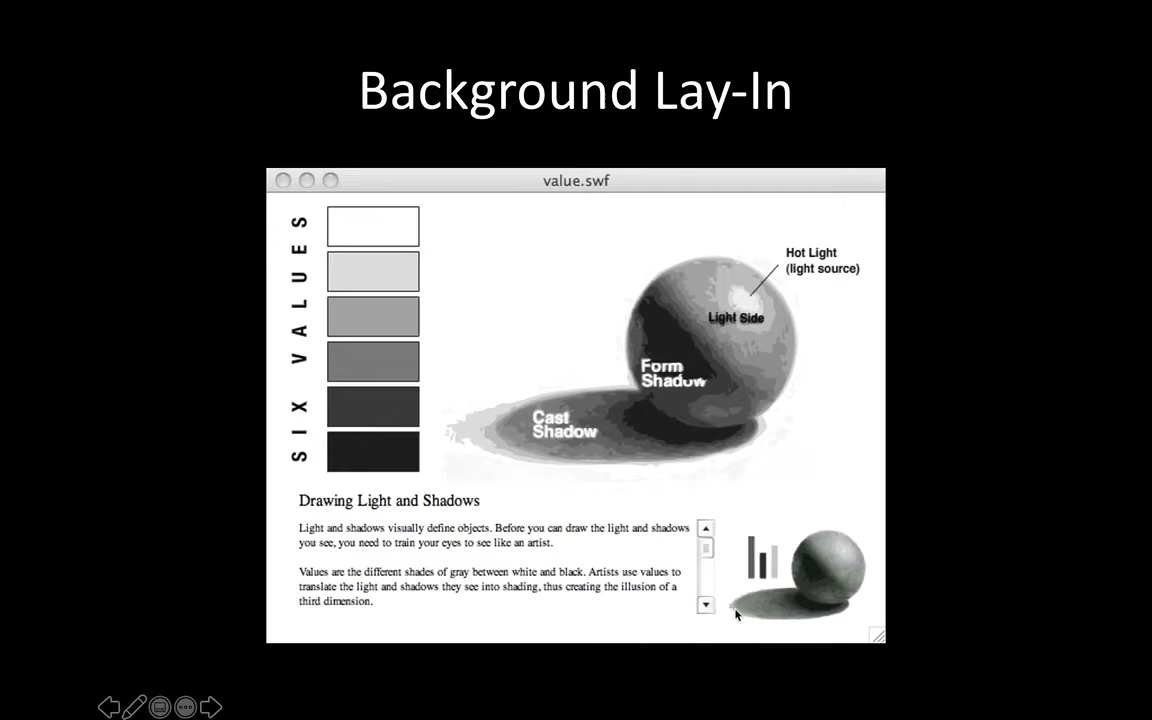 Background Lay-In
value.swf
SIX VALUES
Hot Light
(light source)
Light Side
Form
Shadow
Cast
Shadow
Drawing Light and Shadows
Light and shadows visually define objects. Before you can draw the light and shadows
you see, you need to train your eyes to see like an artist.
Values are the different shades of gray between white and black. Artists use values to
translate the light and shadows they see into shading, thus creating the illusion of a
third dimension.